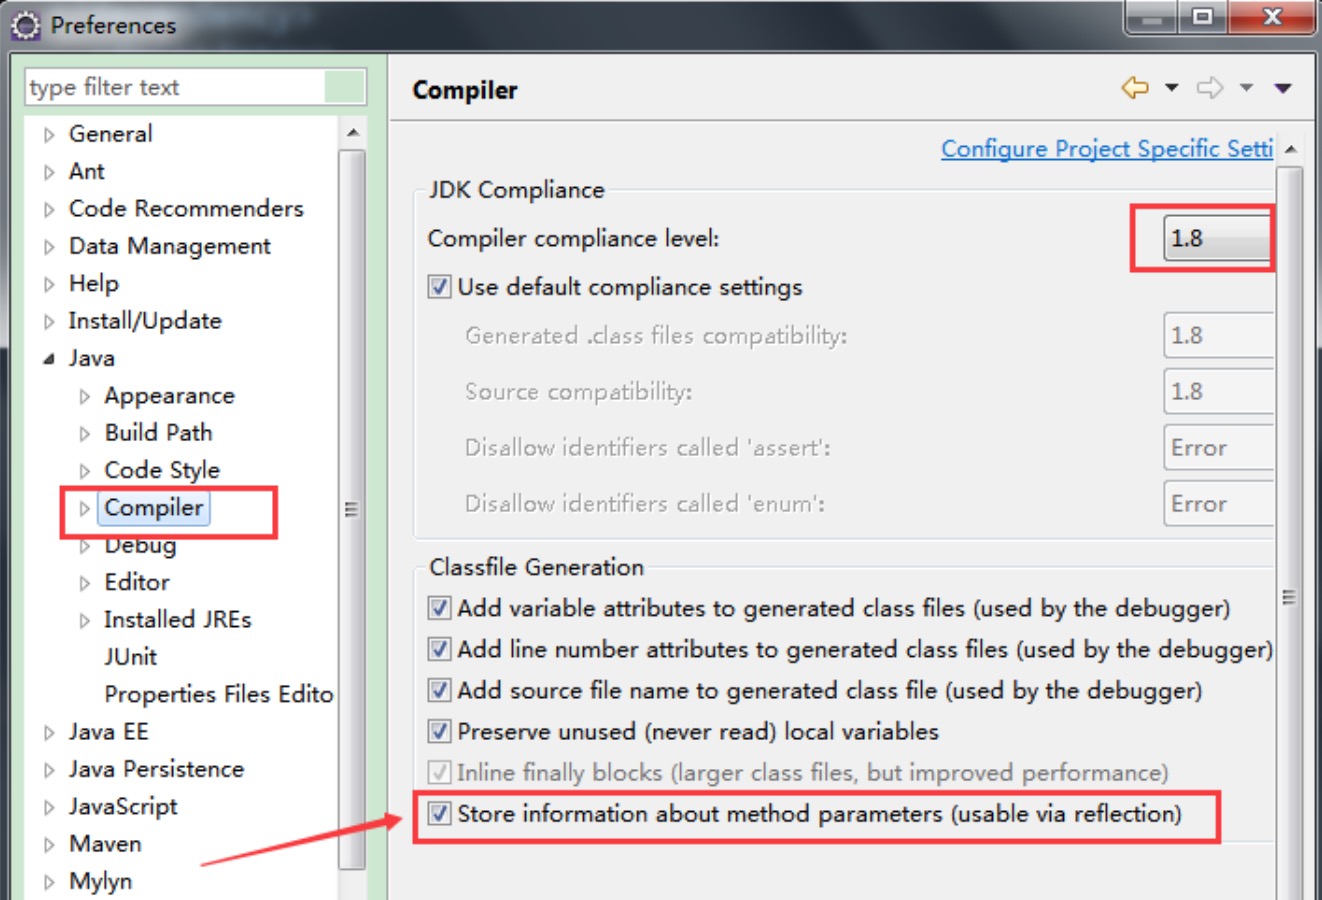 Preferences
type filter text
General
Ant
Code Recommenders
Data Management
Help
Install/Update
Java
Appearance
Build Path
Code Style
Compiler
Debug
Editor
Installed JREs
JUnit
Properties Files Edito
Java EE
Java Persistence
JavaScript
Maven
Mylyn
Compiler
Configure Project Specific Setti
JDK Compliance
Compiler compliance level: 1.8
Use default compliance settings
Generated .class files compatibility: 1.8
Source compatibility: 1.8
Disallow identifiers called 'assert': Error
Disallow identifiers called 'enum': Error
Classfile Generation
Add variable attributes to generated class files (used by the debugger)
Add line number attributes to generated class files (used by the debugger)
Add source file name to generated class file (used by the debugger)
Preserve unused (never read) local variables
Inline finally blocks (larger class files, but improved performance)
Store information about method parameters (usable via reflection)